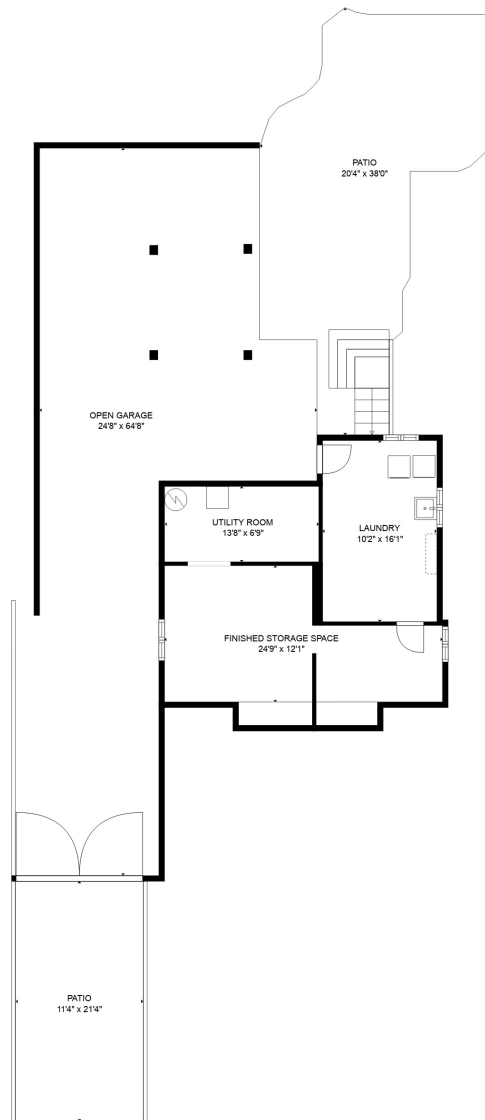 PATIO
20'4" x 38'0"
OPEN GARAGE
24'8" x 64'8"
UTILITY ROOM
13'8" x 6'9"
LAUNDRY
10'2" x 16'1"
FINISHED STORAGE SPACE
24'9" x 12'1"
PATIO
11'4" x 21'4"